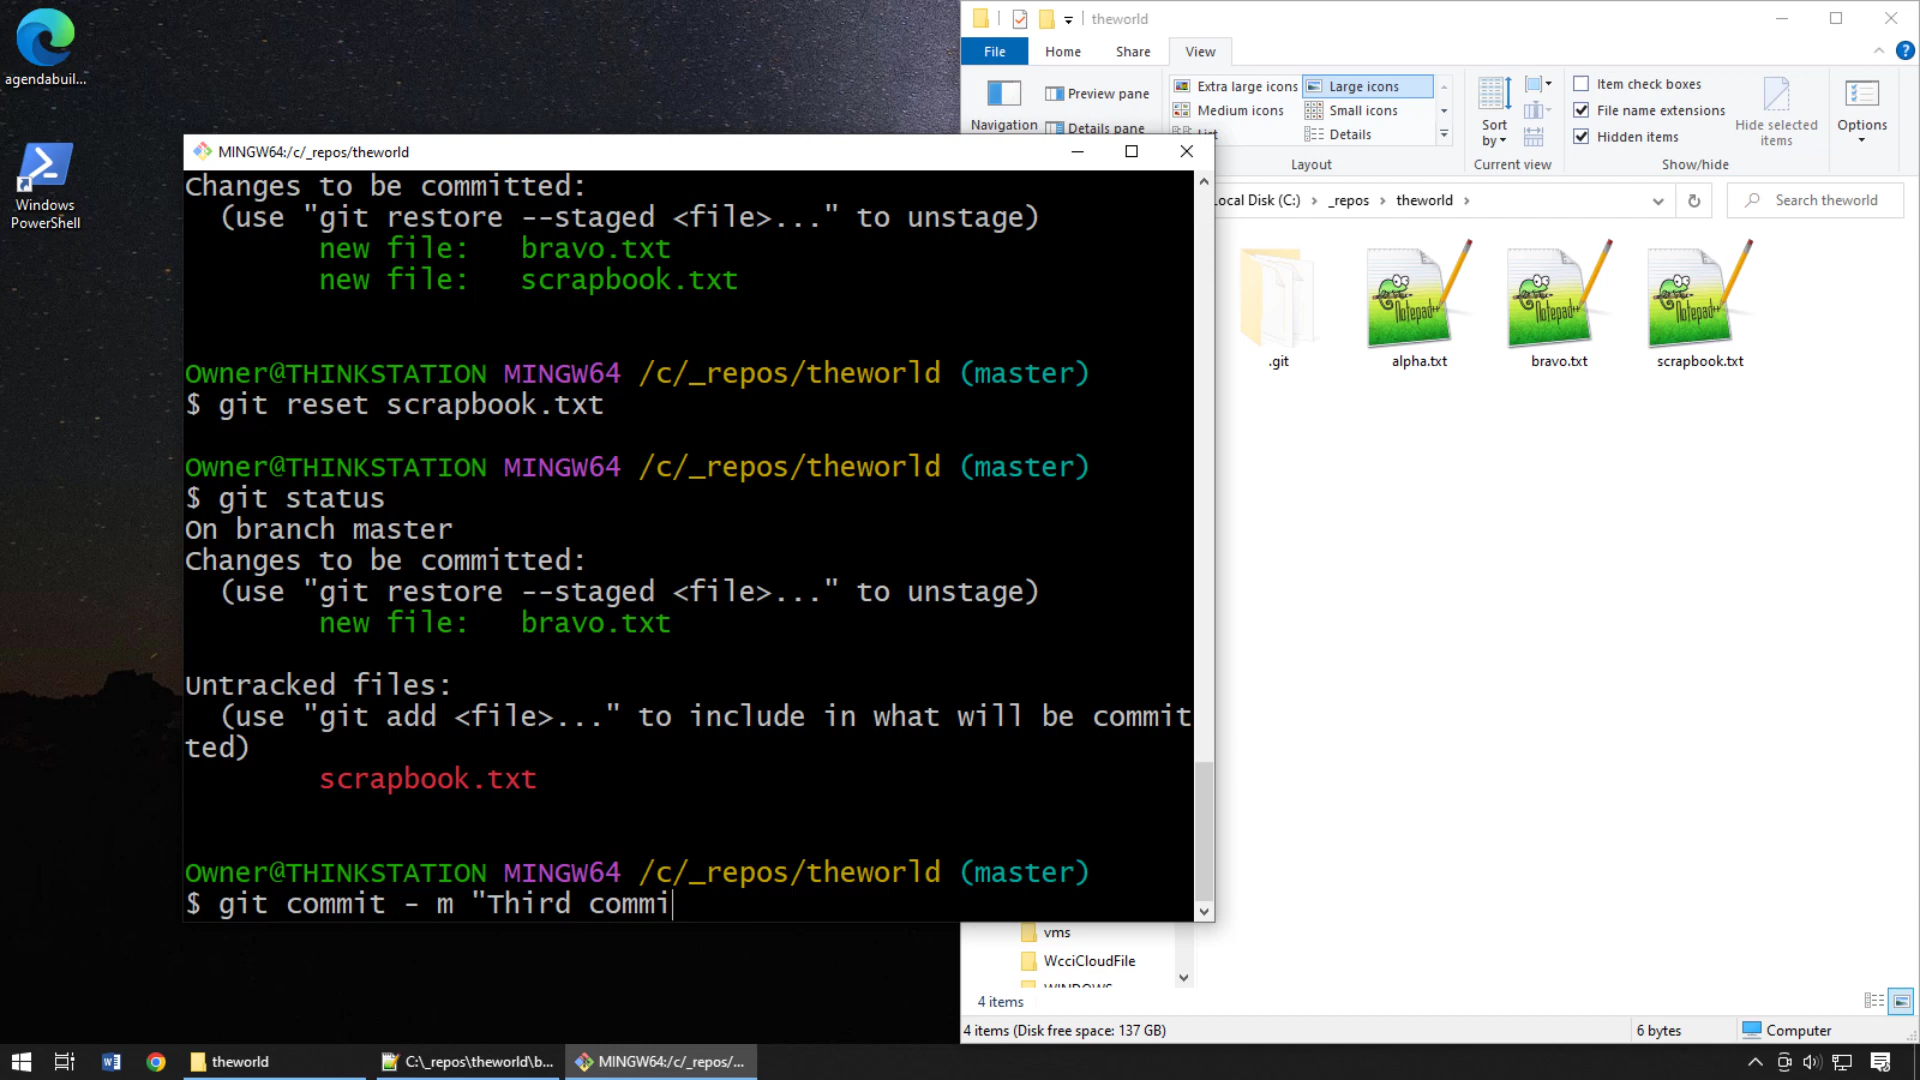 agendabuil...
Windows
PowerShell
theworld
File Home Share View
Preview pane
Details pane
Navigation
Extra large icons
Large icons
Medium icons
Small icons
List
Details
Layout
Sort
by
Current view
Item check boxes
File name extensions
Hidden items
Hide selected
items
Show/hide
Options
ocal Disk (C:) › _repos › theworld ›
Search theworld
.git
alpha.txt
bravo.txt
scrapbook.txt
MINGW64:/c/_repos/theworld
Changes to be committed:
(use "git restore --staged <file>..." to unstage)
new file: bravo.txt
new file: scrapbook.txt
Owner@THINKSTATION MINGW64 /c/_repos/theworld (master)
$ git reset scrapbook.txt
Owner@THINKSTATION MINGW64 /c/_repos/theworld (master)
$ git status
On branch master
Changes to be committed:
(use "git restore --staged <file>..." to unstage)
new file: bravo.txt
Untracked files:
(use "git add <file>..." to include in what will be commit
ted)
scrapbook.txt
Owner@THINKSTATION MINGW64 /c/_repos/theworld (master)
$ git commit - m "Third commi
vms
WcciCloudFile
WINDOWS
4 items
4 items (Disk free space: 137 GB)
6 bytes
Computer
theworld
C:\_repos\theworld\b...
MINGW64:/c/_repos/...
Notepad++
Notepad++
Notepad++